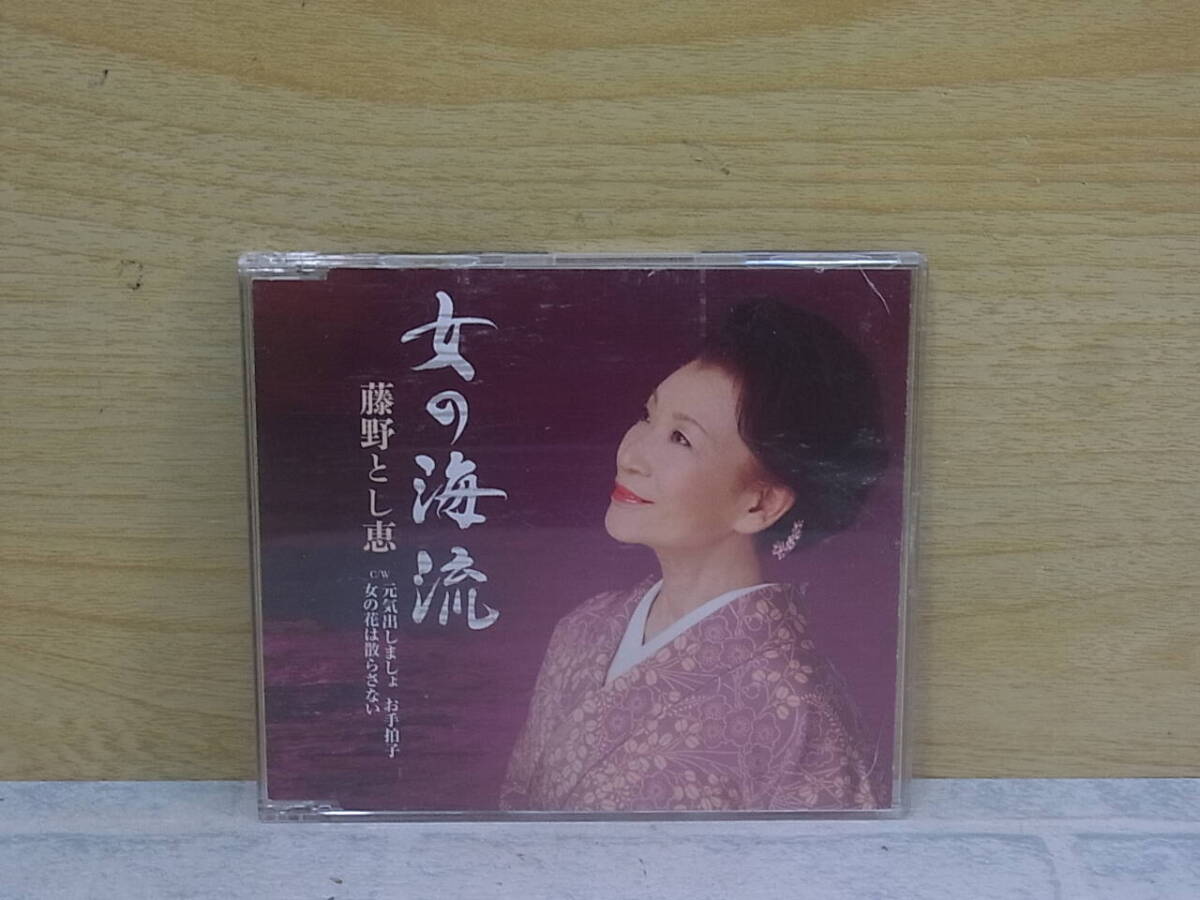 女の海流
藤野とし恵
C/W
元気出しましょ お手拍子
女の花は散らさない